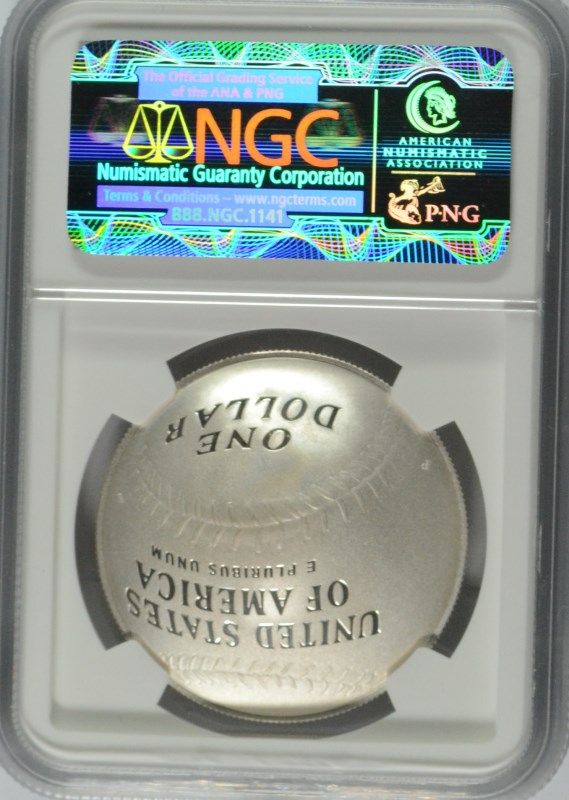 The Official Grading Service
of the ANA & PNG
NGC
Numismatic Guaranty Corporation
Terms & Conditions – www.ngcterms.com
888.NGC.1141
AMERICAN
NUMISMATIC
ASSOCIATION
P·N·G
UNITED STATES
OF AMERICA
E PLURIBUS UNUM
ONE
DOLLAR